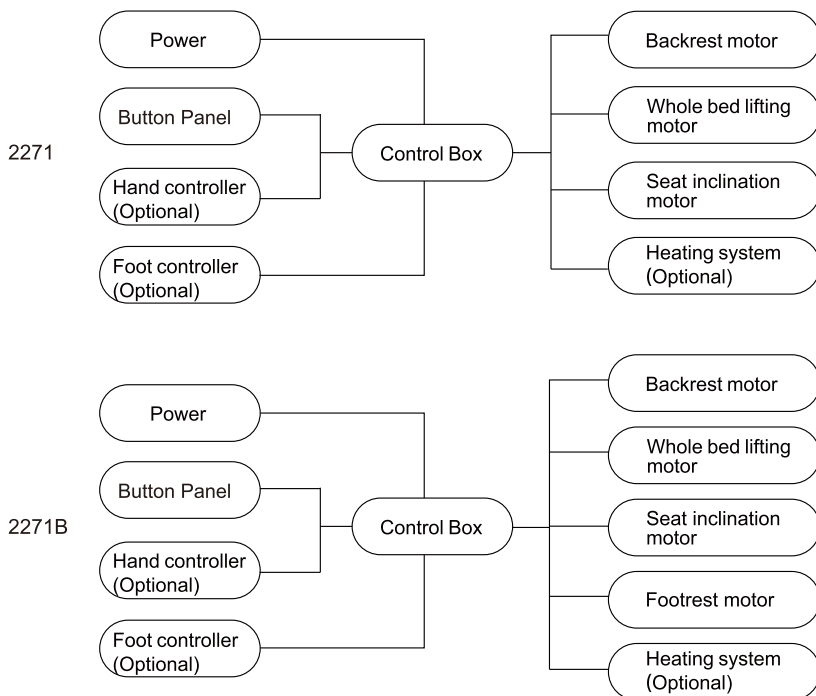 2271
Power
Button Panel
Hand controller
(Optional)
Foot controller
(Optional)
Control Box
Backrest motor
Whole bed lifting
motor
Seat inclination
motor
Heating system
(Optional)
2271B
Power
Button Panel
Hand controller
(Optional)
Foot controller
(Optional)
Control Box
Backrest motor
Whole bed lifting
motor
Seat inclination
motor
Footrest motor
Heating system
(Optional)